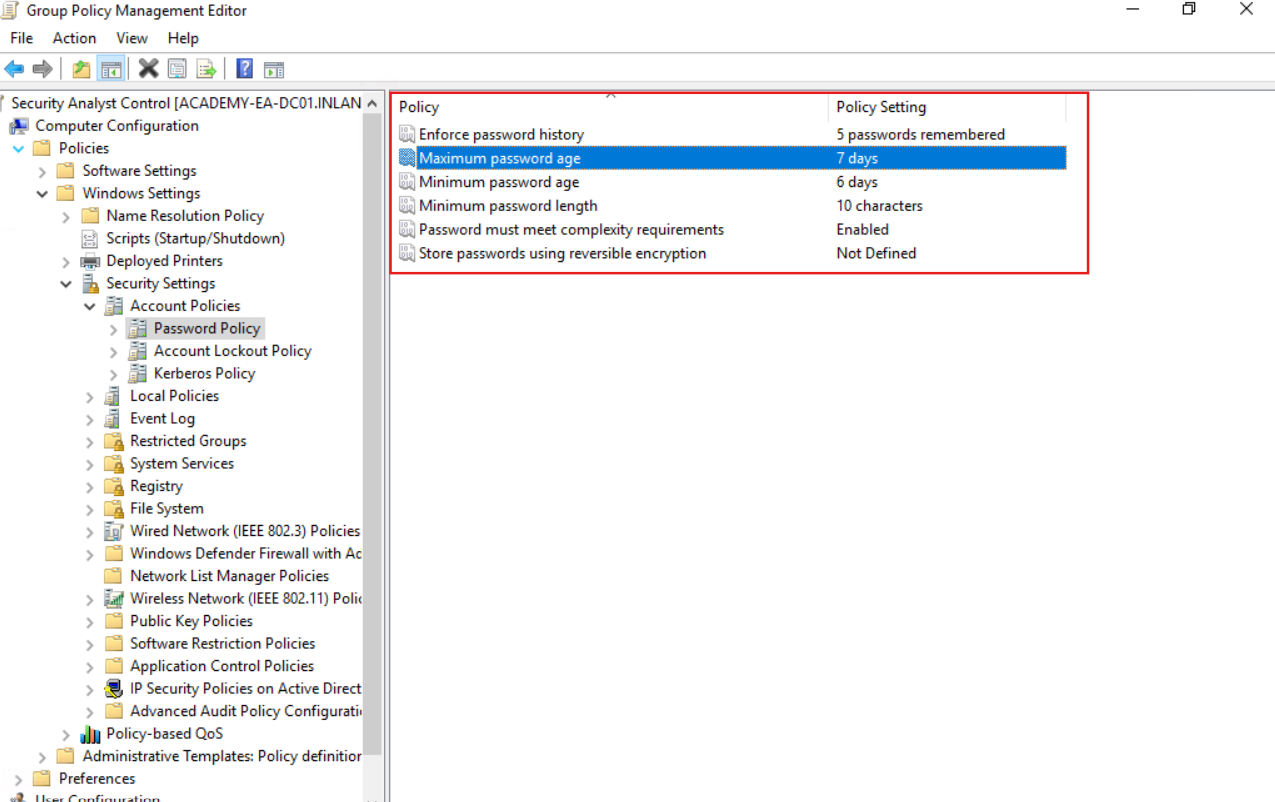 Group Policy Management Editor
File Action View Help
Security Analyst Control [ACADEMY-EA-DC01.INLAN
Computer Configuration
Policies
Software Settings
Windows Settings
Name Resolution Policy
Scripts (Startup/Shutdown)
Deployed Printers
Security Settings
Account Policies
Password Policy
Account Lockout Policy
Kerberos Policy
Local Policies
Event Log
Restricted Groups
System Services
Registry
File System
Wired Network (IEEE 802.3) Policies
Windows Defender Firewall with Ad
Network List Manager Policies
Wireless Network (IEEE 802.11) Polic
Public Key Policies
Software Restriction Policies
Application Control Policies
IP Security Policies on Active Direct
Advanced Audit Policy Configurati
Policy-based QoS
Administrative Templates: Policy definition
Preferences
User Configuration
Policy Policy Setting
Enforce password history 5 passwords remembered
Maximum password age 7 days
Minimum password age 6 days
Minimum password length 10 characters
Password must meet complexity requirements Enabled
Store passwords using reversible encryption Not Defined